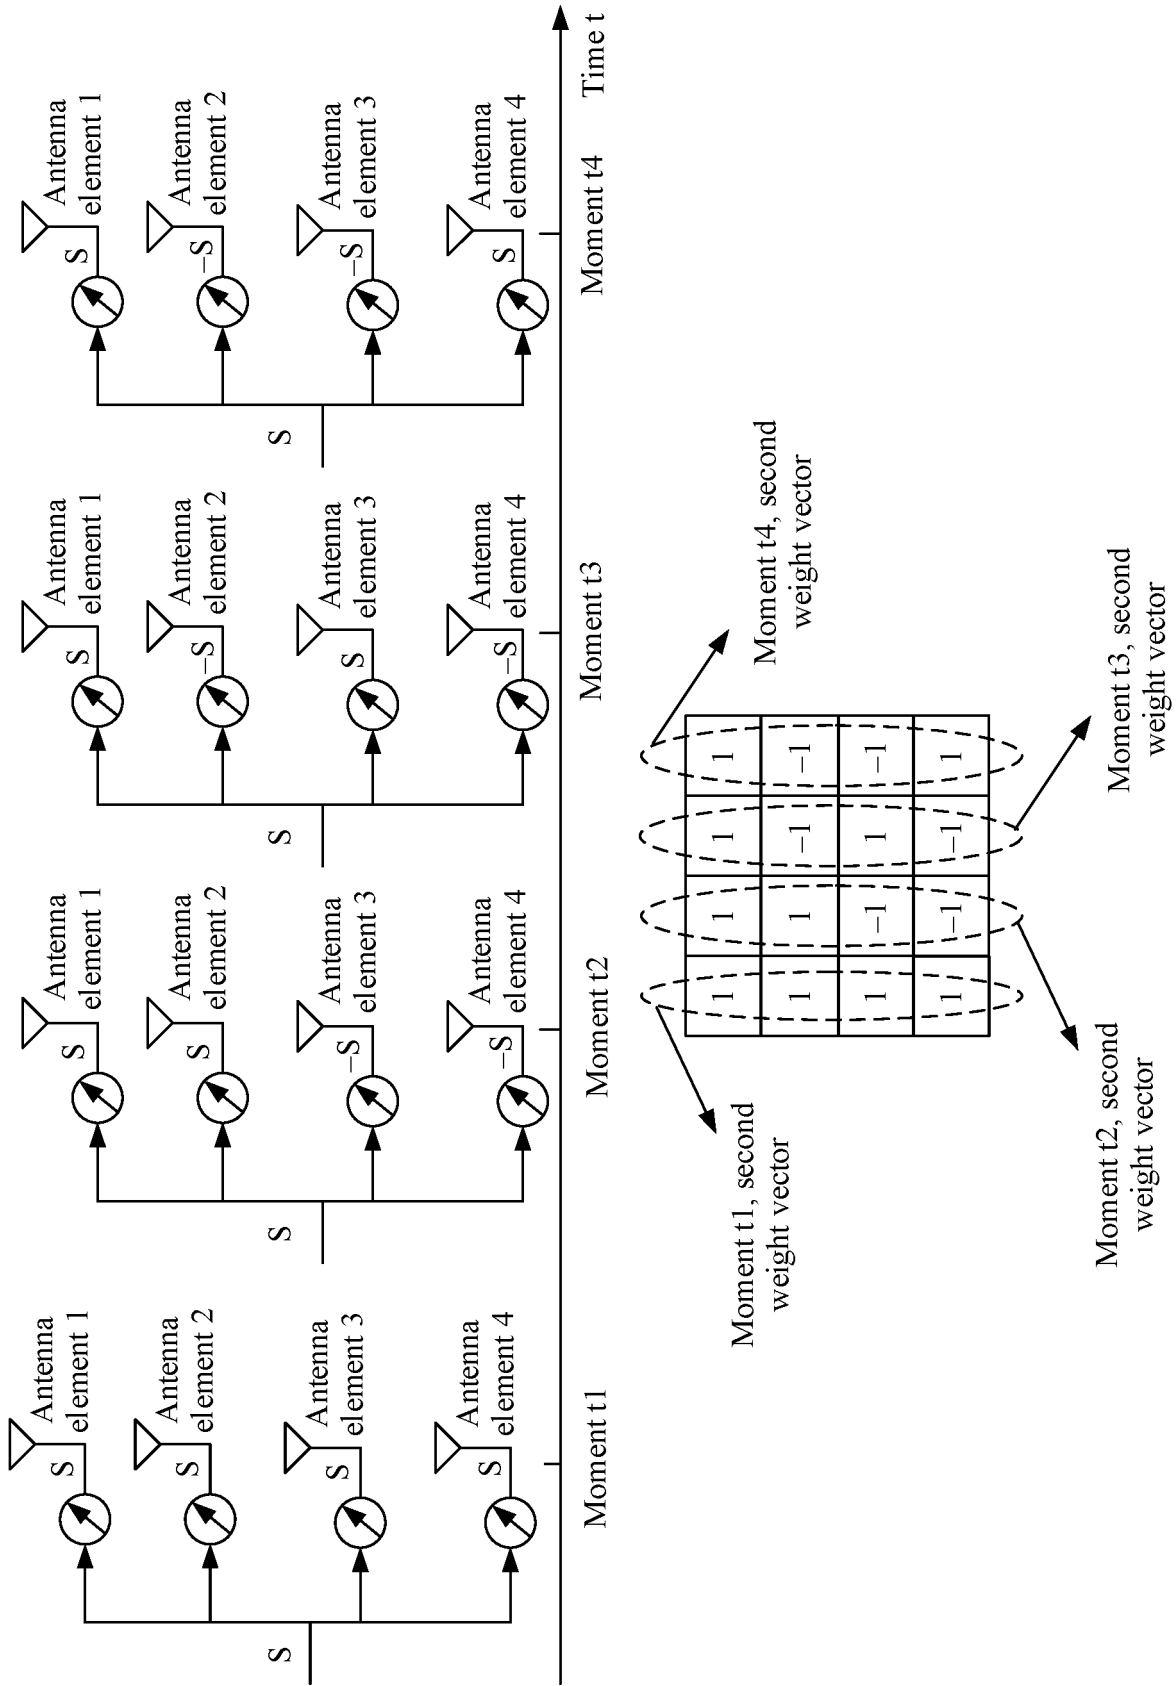 S
S
Antenna
element 1
S
Antenna
element 2
S
Antenna
element 3
S
Antenna
element 4
Moment t1
S
S
Antenna
element 1
S
Antenna
element 2
–S
Antenna
element 3
–S
Antenna
element 4
Moment t2
S
S
Antenna
element 1
–S
Antenna
element 2
S
Antenna
element 3
–S
Antenna
element 4
Moment t3
S
S
Antenna
element 1
–S
Antenna
element 2
–S
Antenna
element 3
S
Antenna
element 4
Moment t4
Time t
Moment t1, second
weight vector
Moment t4, second
weight vector
1 1 1 1
1 1 –1 –1
1 –1 1 –1
1 –1 –1 1
Moment t2, second
weight vector
Moment t3, second
weight vector